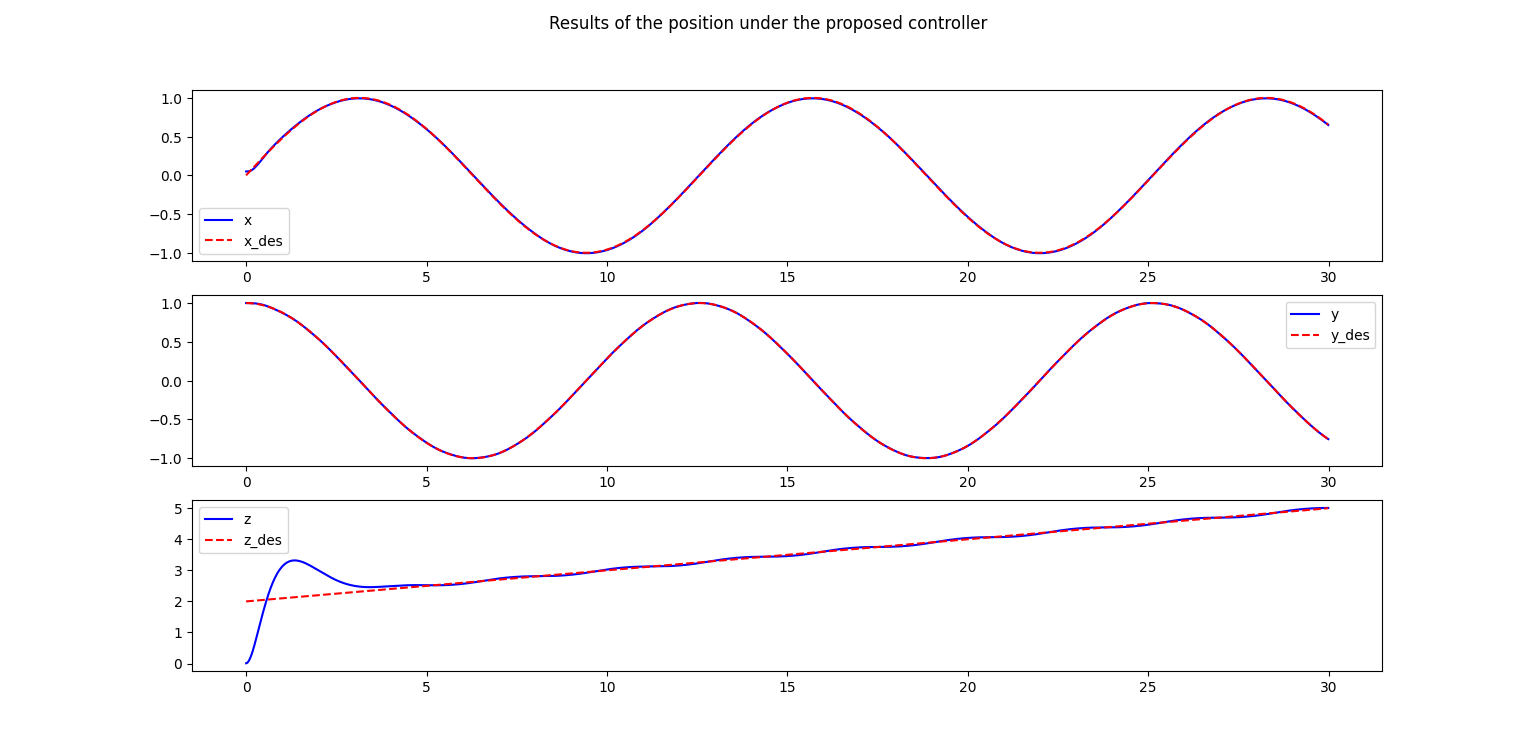 Results of the position under the proposed controller
1.0
0.5
0.0
−0.5
−1.0
x
x_des
0 5 10 15 20 25 30
1.0
0.5
0.0
−0.5
−1.0
y
y_des
0 5 10 15 20 25 30
5
4
3
2
1
0
z
z_des
0 5 10 15 20 25 30